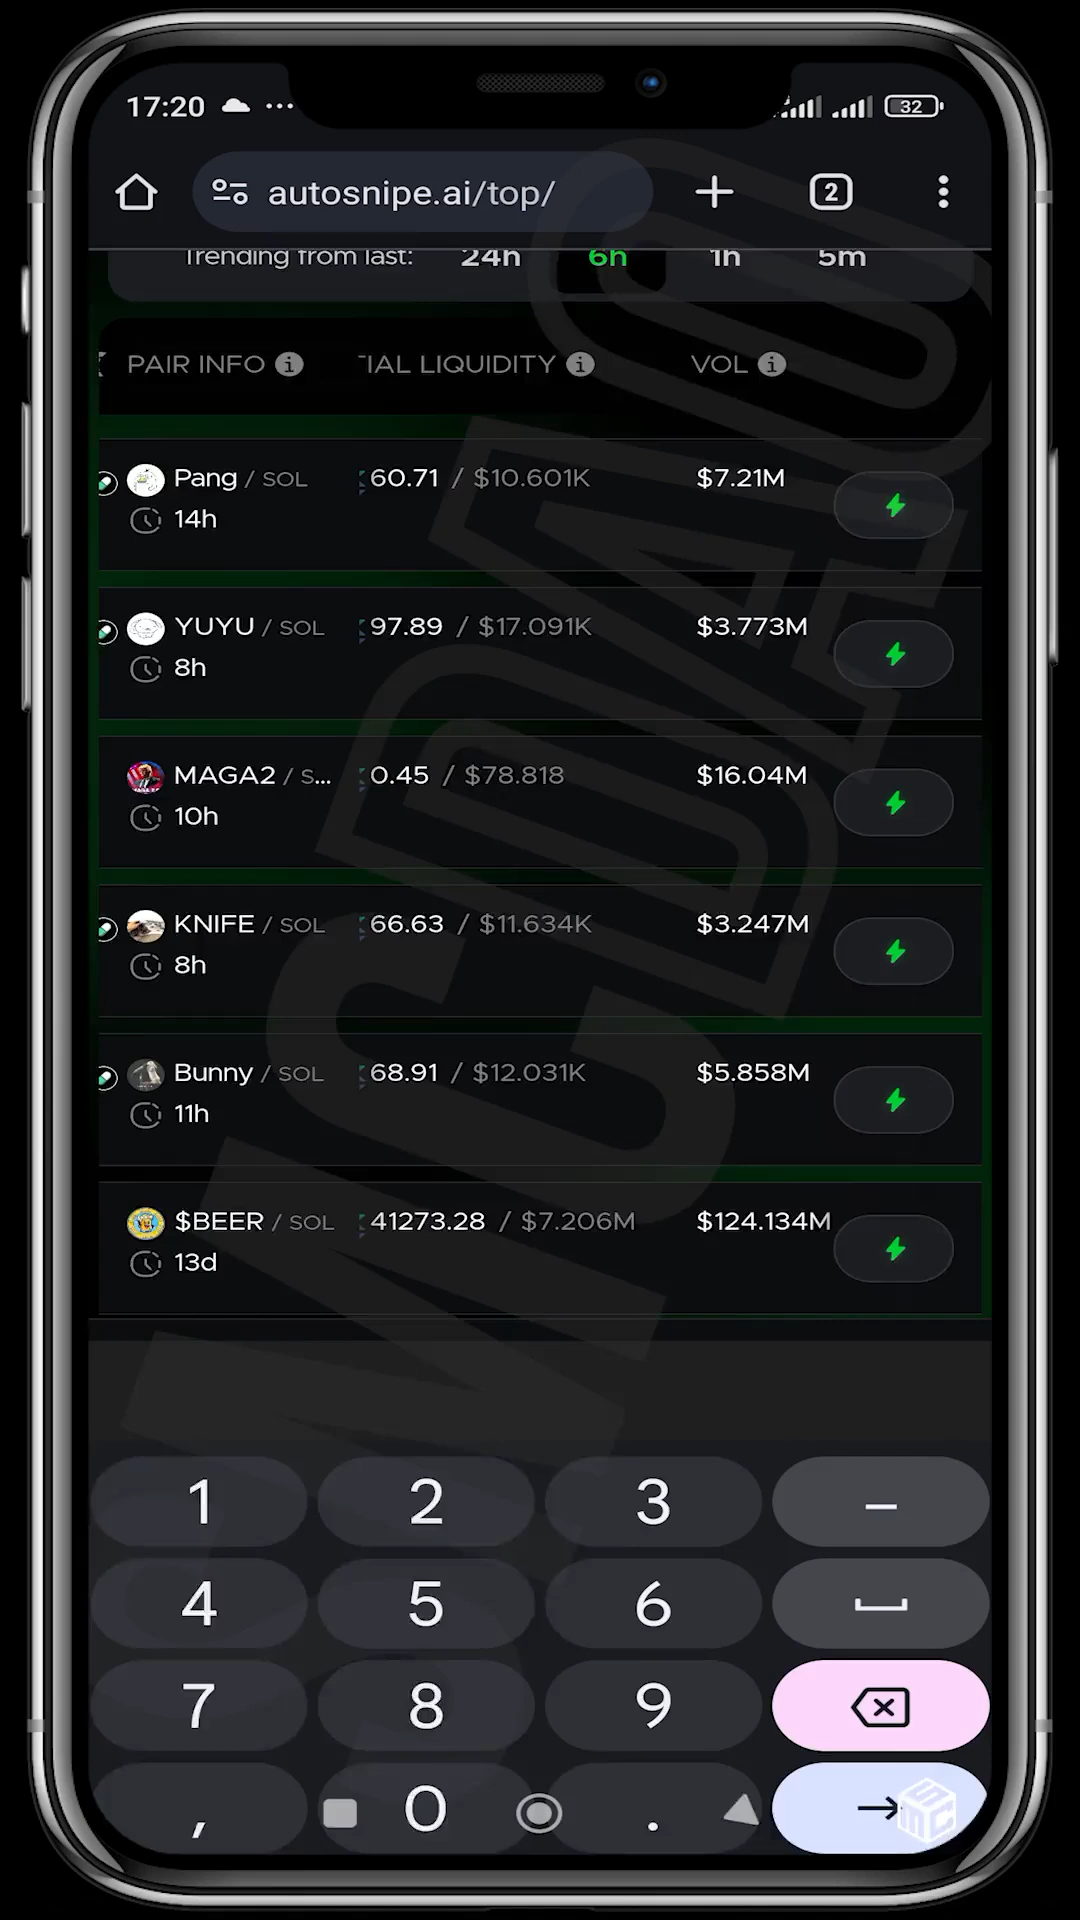 17:20 ... 32
autosnipe.ai/top/ 2
Trending from last: 24h 6h 1h 5m
PAIR INFO IAL LIQUIDITY VOL
Pang / SOL 60.71 / $10.601K $7.21M
14h
YUYU / SOL 97.89 / $17.091K $3.773M
8h
MAGA2 / S... 0.45 / $78.818 $16.04M
10h
KNIFE / SOL 66.63 / $11.634K $3.247M
8h
Bunny / SOL 68.91 / $12.031K $5.858M
11h
$BEER / SOL 41273.28 / $7.206M $124.134M
13d
MCDAO
1 2 3 –
4 5 6
7 8 9
, 0 .